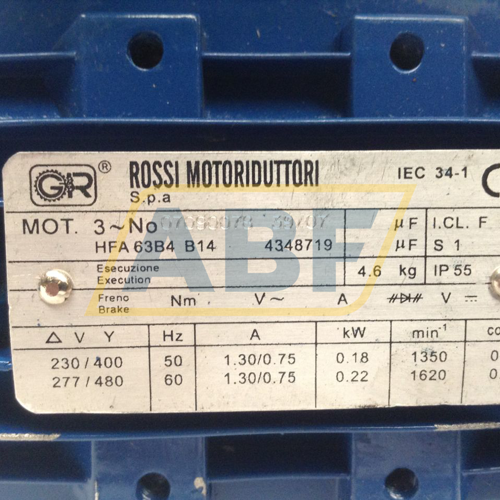 GR ® ROSSI MOTORIDUTTORI IEC 34-1
S.p.a
MOT. 3~No µF I.CL. F
HFA 63B4 B14 4348719 µF S 1
Esecuzione
Execution 4.6 kg IP 55
Freno
Brake Nm V~ A V
Δ V Y Hz A kW min-1
230/400 50 1.30/0.75 0.18 1350
277/480 60 1.30/0.75 0.22 1620
ABF